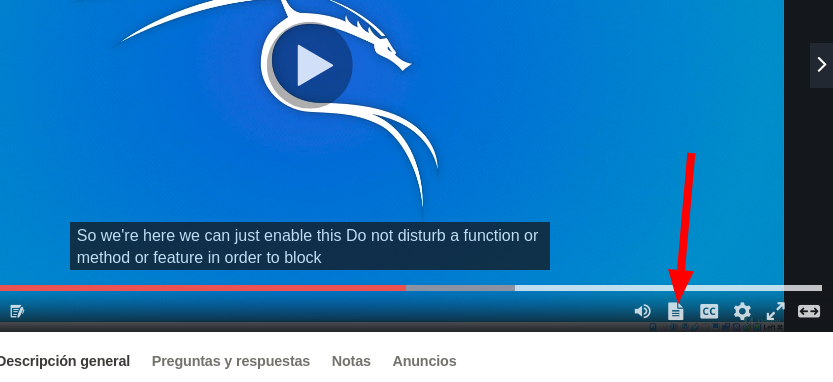 So we're here we can just enable this Do not disturb a function or
method or feature in order to block
CC
Descripción general Preguntas y respuestas Notas Anuncios